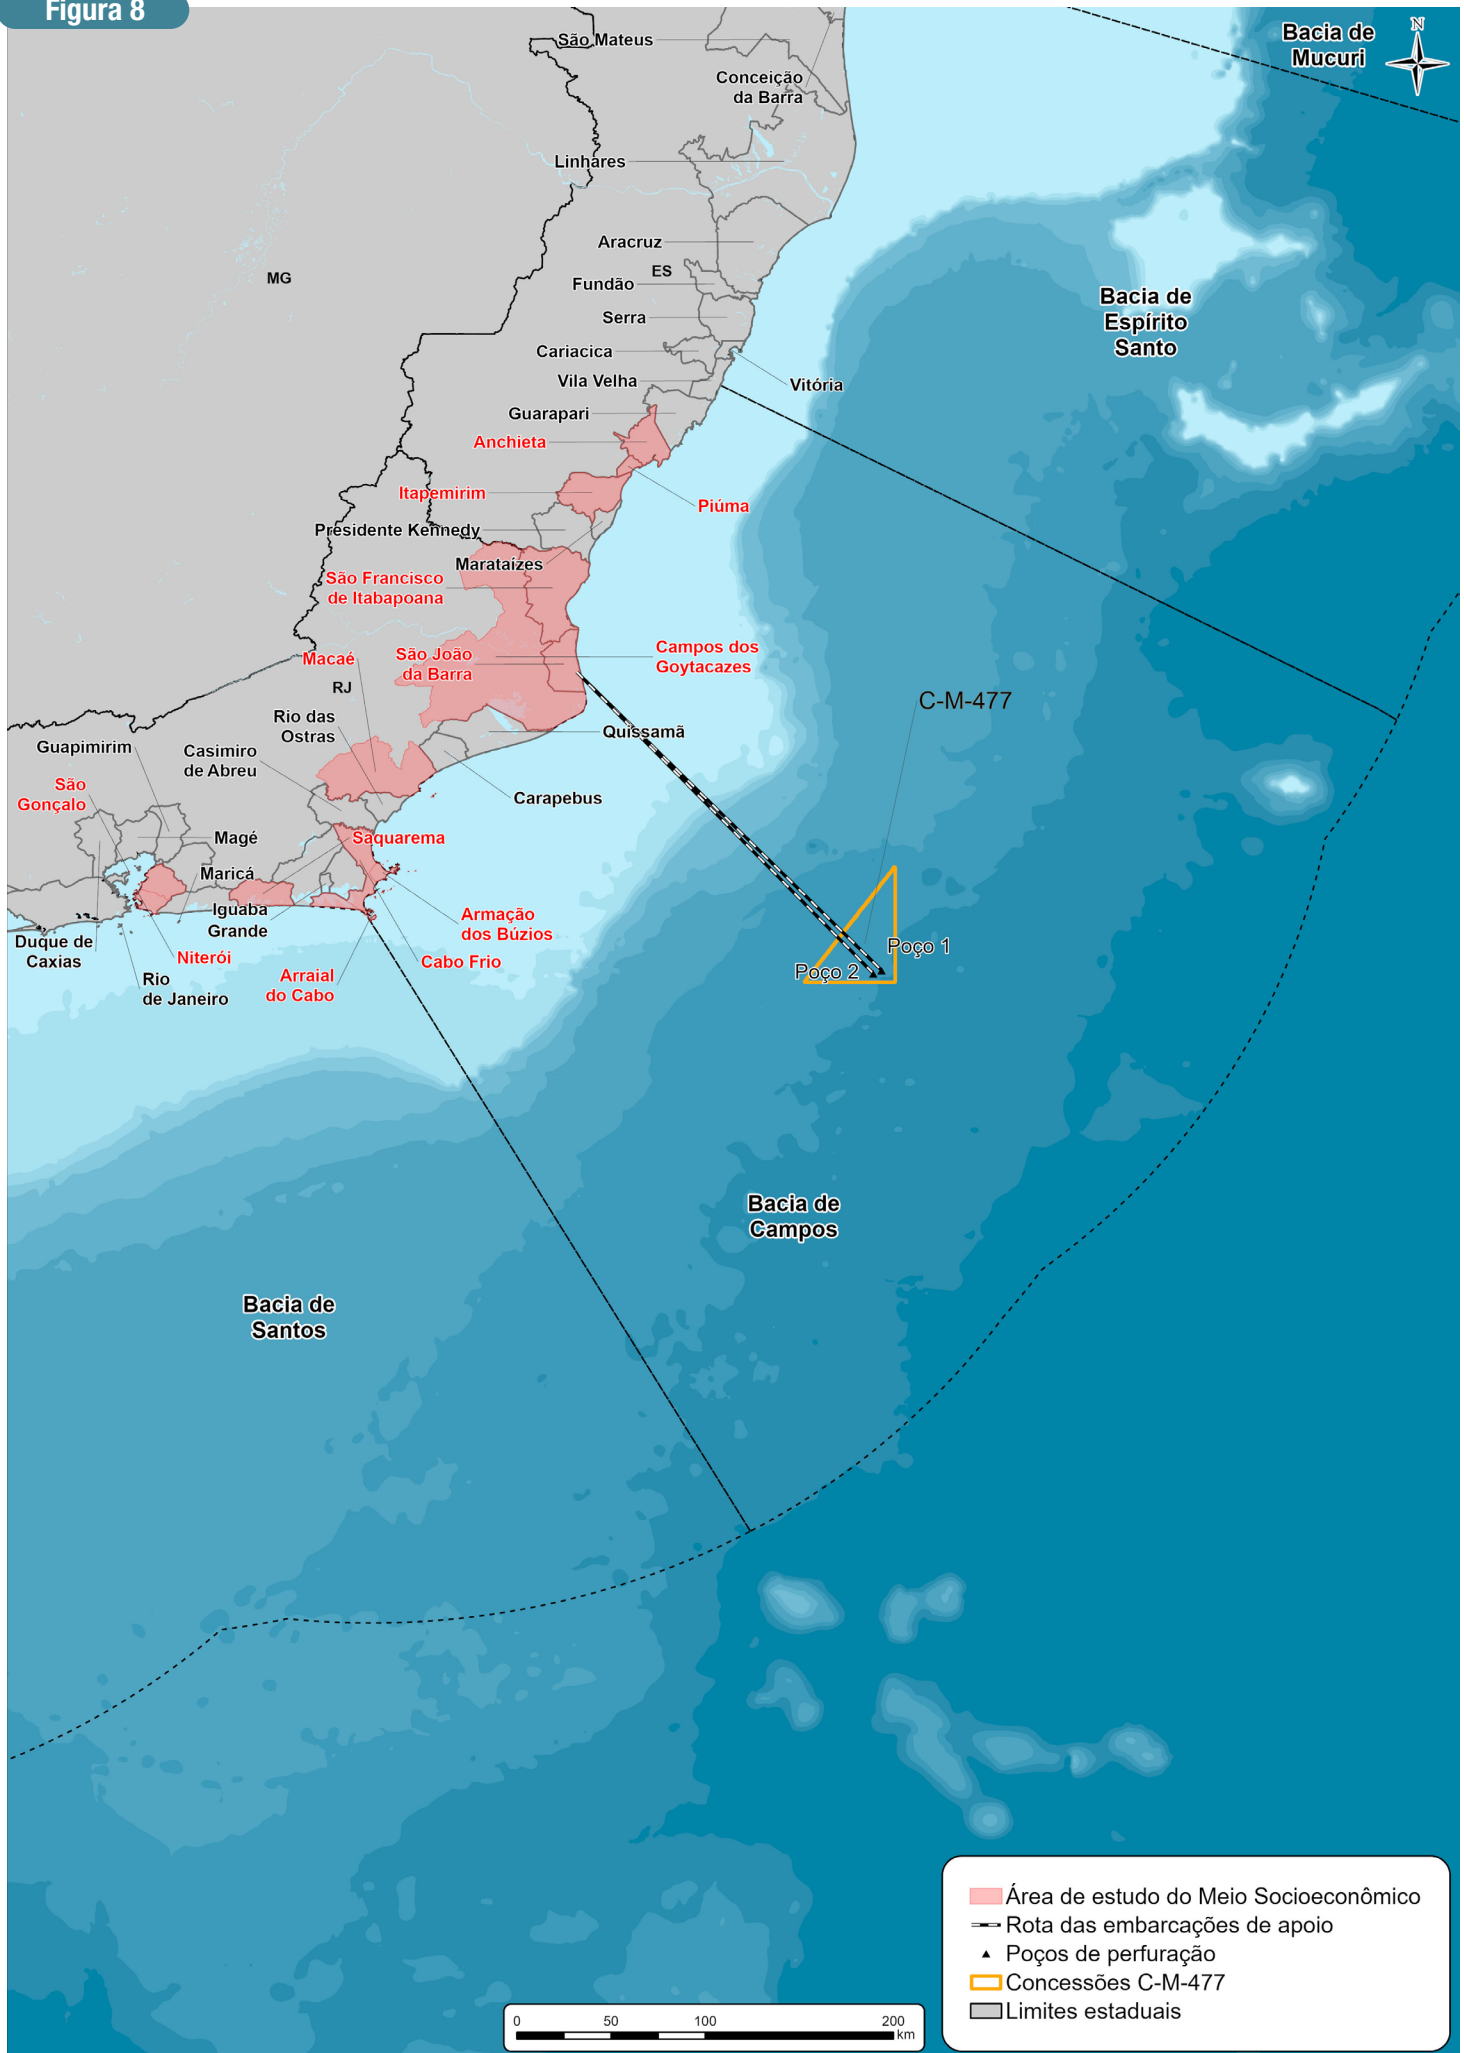 Figura 8
São Mateus
Bacia de
Mucuri
N
Conceição
da Barra
Linhares
Aracruz
ES
MG
Fundão
Bacia de
Espírito
Santo
Serra
Cariacica
Vila Velha
Vitória
Guarapari
Anchieta
Itapemirim
Piúma
Presidente Kennedy
Marataízes
São Francisco
de Itabapoana
Macaé
São João
da Barra
Campos dos
Goytacazes
RJ
C-M-477
Rio das
Ostras
Quissamã
Guapimirim
Casimiro
de Abreu
São
Gonçalo
Carapebus
Magé
Saquarema
Maricá
Iguaba
Grande
Armação
dos Búzios
Duque de
Caxias
Niterói
Cabo Frio
Poço 1
Poço 2
Rio
de Janeiro
Arraial
do Cabo
Bacia de
Campos
Bacia de
Santos
Área de estudo do Meio Socioeconômico
Rota das embarcações de apoio
Poços de perfuração
Concessões C-M-477
Limites estaduais
0 50 100 200
km